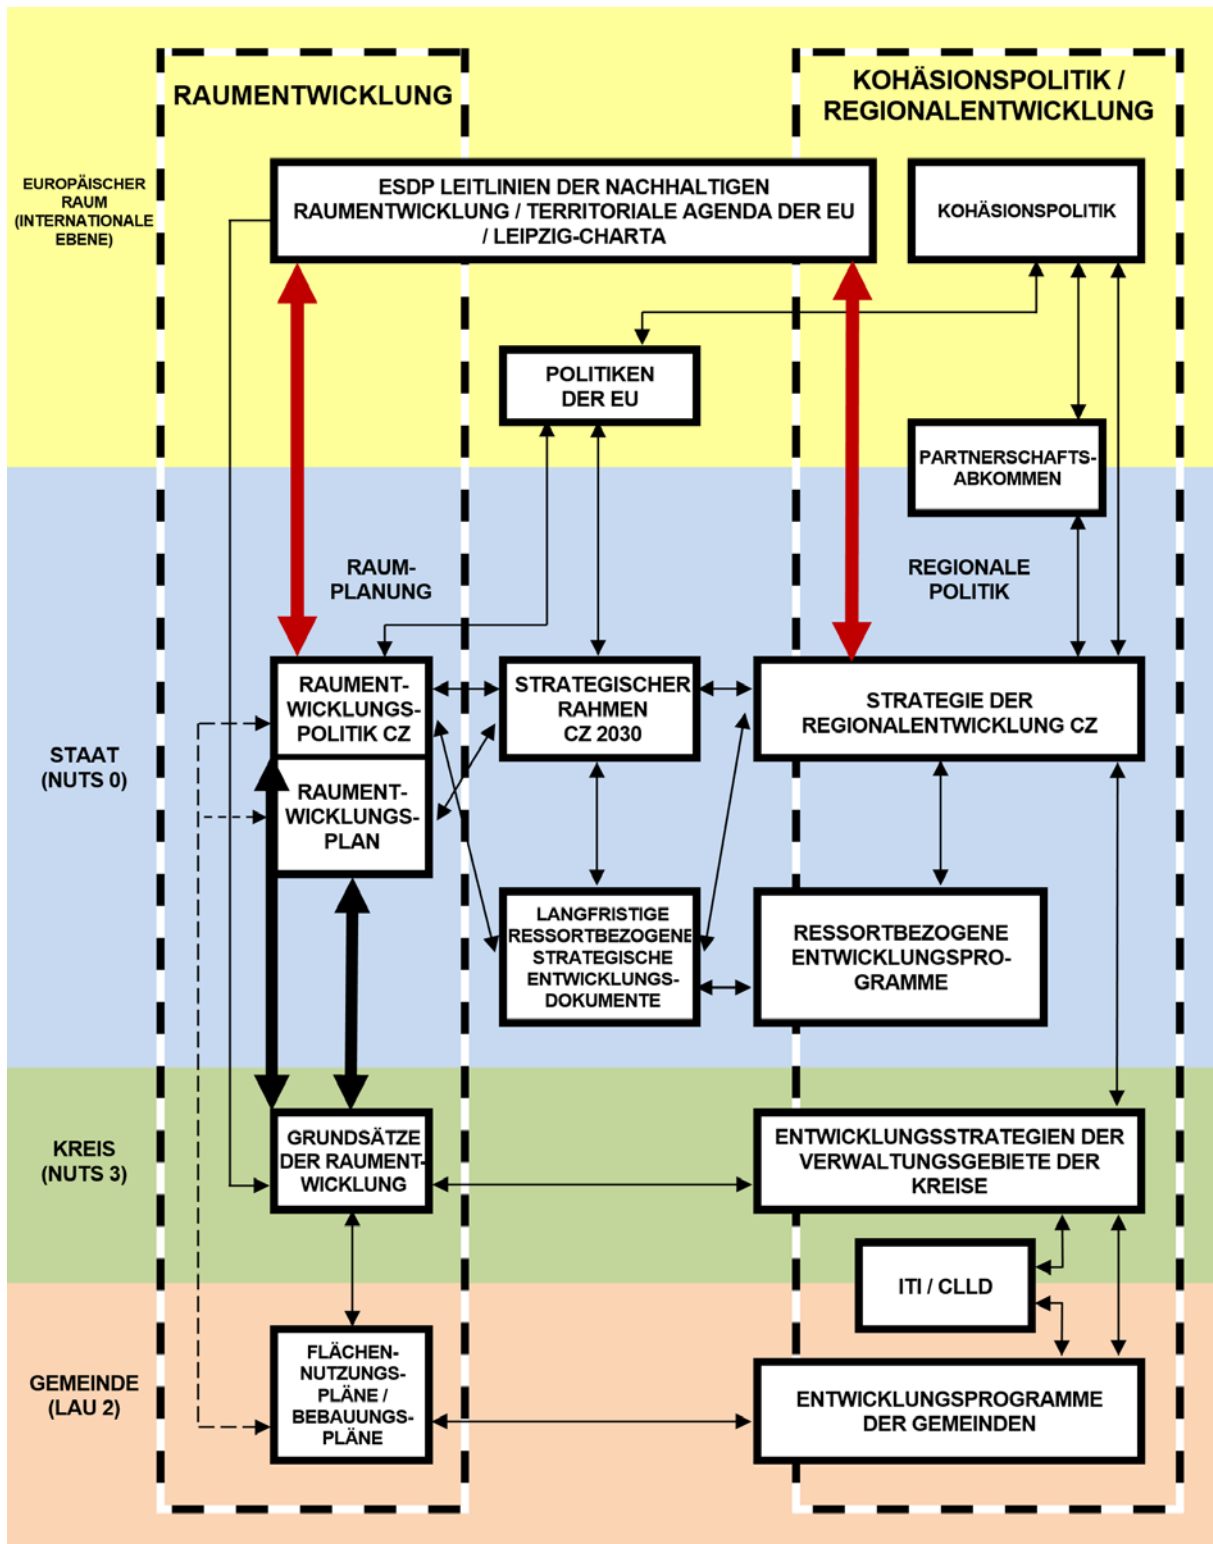 RAUMENTWICKLUNG
KOHÄSIONSPOLITIK /
REGIONALENTWICKLUNG
EUROPÄISCHER
RAUM
(INTERNATIONALE
EBENE)
ESDP LEITLINIEN DER NACHHALTIGEN
RAUMENTWICKLUNG / TERRITORIALE AGENDA DER EU
/ LEIPZIG-CHARTA
KOHÄSIONSPOLITIK
POLITIKEN
DER EU
PARTNERSCHAFTS-
ABKOMMEN
RAUM-
PLANUNG
REGIONALE
POLITIK
STAAT
(NUTS 0)
RAUMENT-
WICKLUNGS-
POLITIK CZ
STRATEGISCHER
RAHMEN
CZ 2030
STRATEGIE DER
REGIONALENTWICKLUNG CZ
RAUMENT-
WICKLUNGS-
PLAN
LANGFRISTIGE
RESSORTBEZOGENE
STRATEGISCHE
ENTWICKLUNGS-
DOKUMENTE
RESSORTBEZOGENE
ENTWICKLUNGSPRO-
GRAMME
KREIS
(NUTS 3)
GRUNDSÄTZE
DER RAUMENT-
WICKLUNG
ENTWICKLUNGSSTRATEGIEN DER
VERWALTUNGSGEBIETE DER
KREISE
ITI / CLLD
GEMEINDE
(LAU 2)
FLÄCHEN-
NUTZUNGS-
PLÄNE /
BEBAUUNGS-
PLÄNE
ENTWICKLUNGSPROGRAMME
DER GEMEINDEN